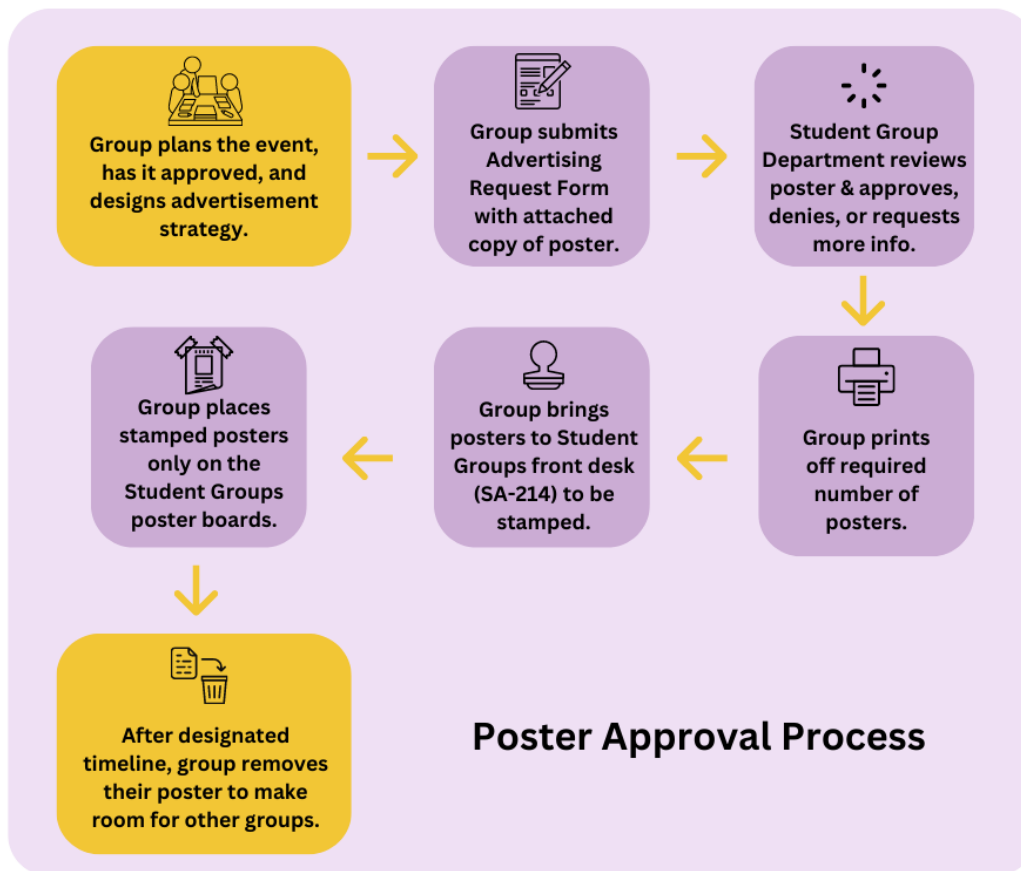 Group plans the event,
has it approved, and
designs advertisement
strategy.
Group submits
Advertising
Request Form
with attached
copy of poster.
Student Group
Department reviews
poster & approves,
denies, or requests
more info.
Group prints
off required
number of
posters.
Group brings
posters to Student
Groups front desk
(SA-214) to be
stamped.
Group places
stamped posters
only on the
Student Groups
poster boards.
After designated
timeline, group removes
their poster to make
room for other groups.
Poster Approval Process